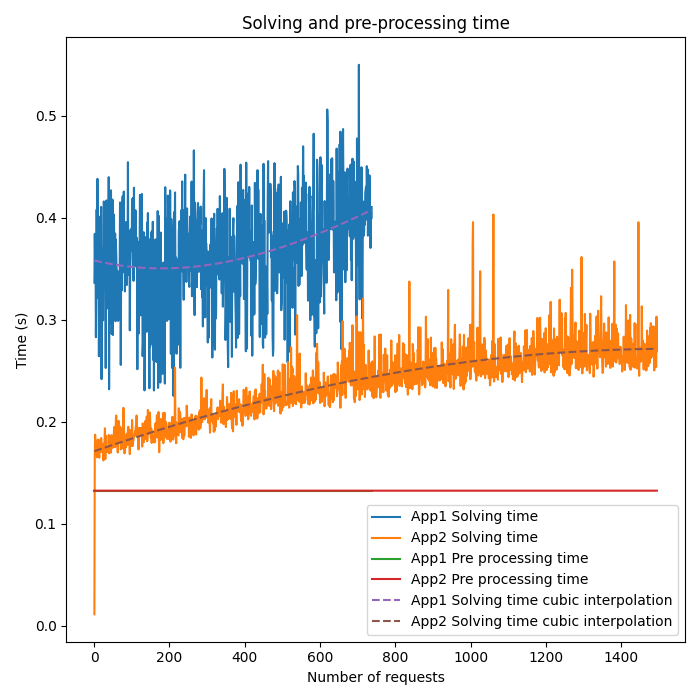 Solving and pre-processing time
Time (s)
0.5
0.4
0.3
0.2
0.1
0.0
App1 Solving time
App2 Solving time
App1 Pre processing time
App2 Pre processing time
App1 Solving time cubic interpolation
App2 Solving time cubic interpolation
0 200 400 600 800 1000 1200 1400
Number of requests